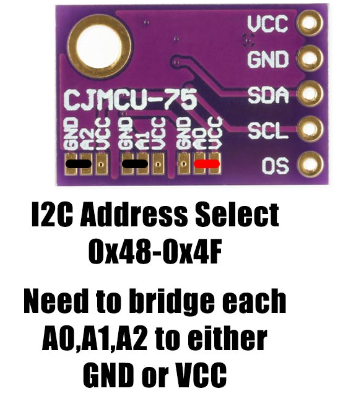 VCC
GND
SDA
SCL
OS
CJMCU-75
GND A2 VCC GND A1 VCC GND A0 VCC
I2C Address Select
0x48-0x4F
Need to bridge each
A0,A1,A2 to either
GND or VCC